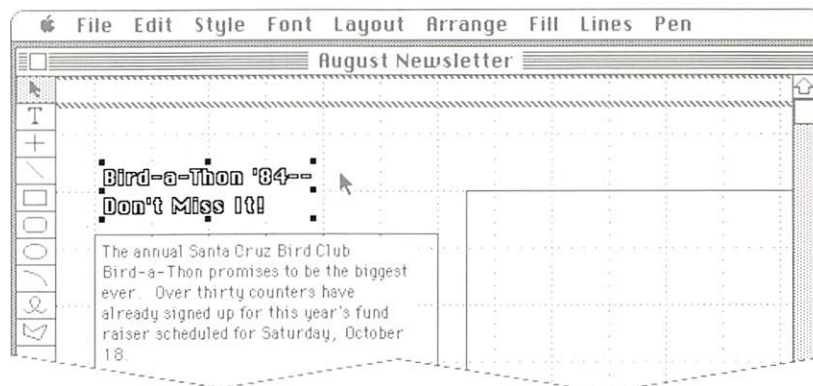 File Edit Style Font Layout Arrange Fill Lines Pen
August Newsletter
T
Bird-a-Thon '84--
Don't Miss It!
The annual Santa Cruz Bird Club
Bird-a-Thon promises to be the biggest
ever. Over thirty counters have
already signed up for this year's fund
raiser scheduled for Saturday, October
18.